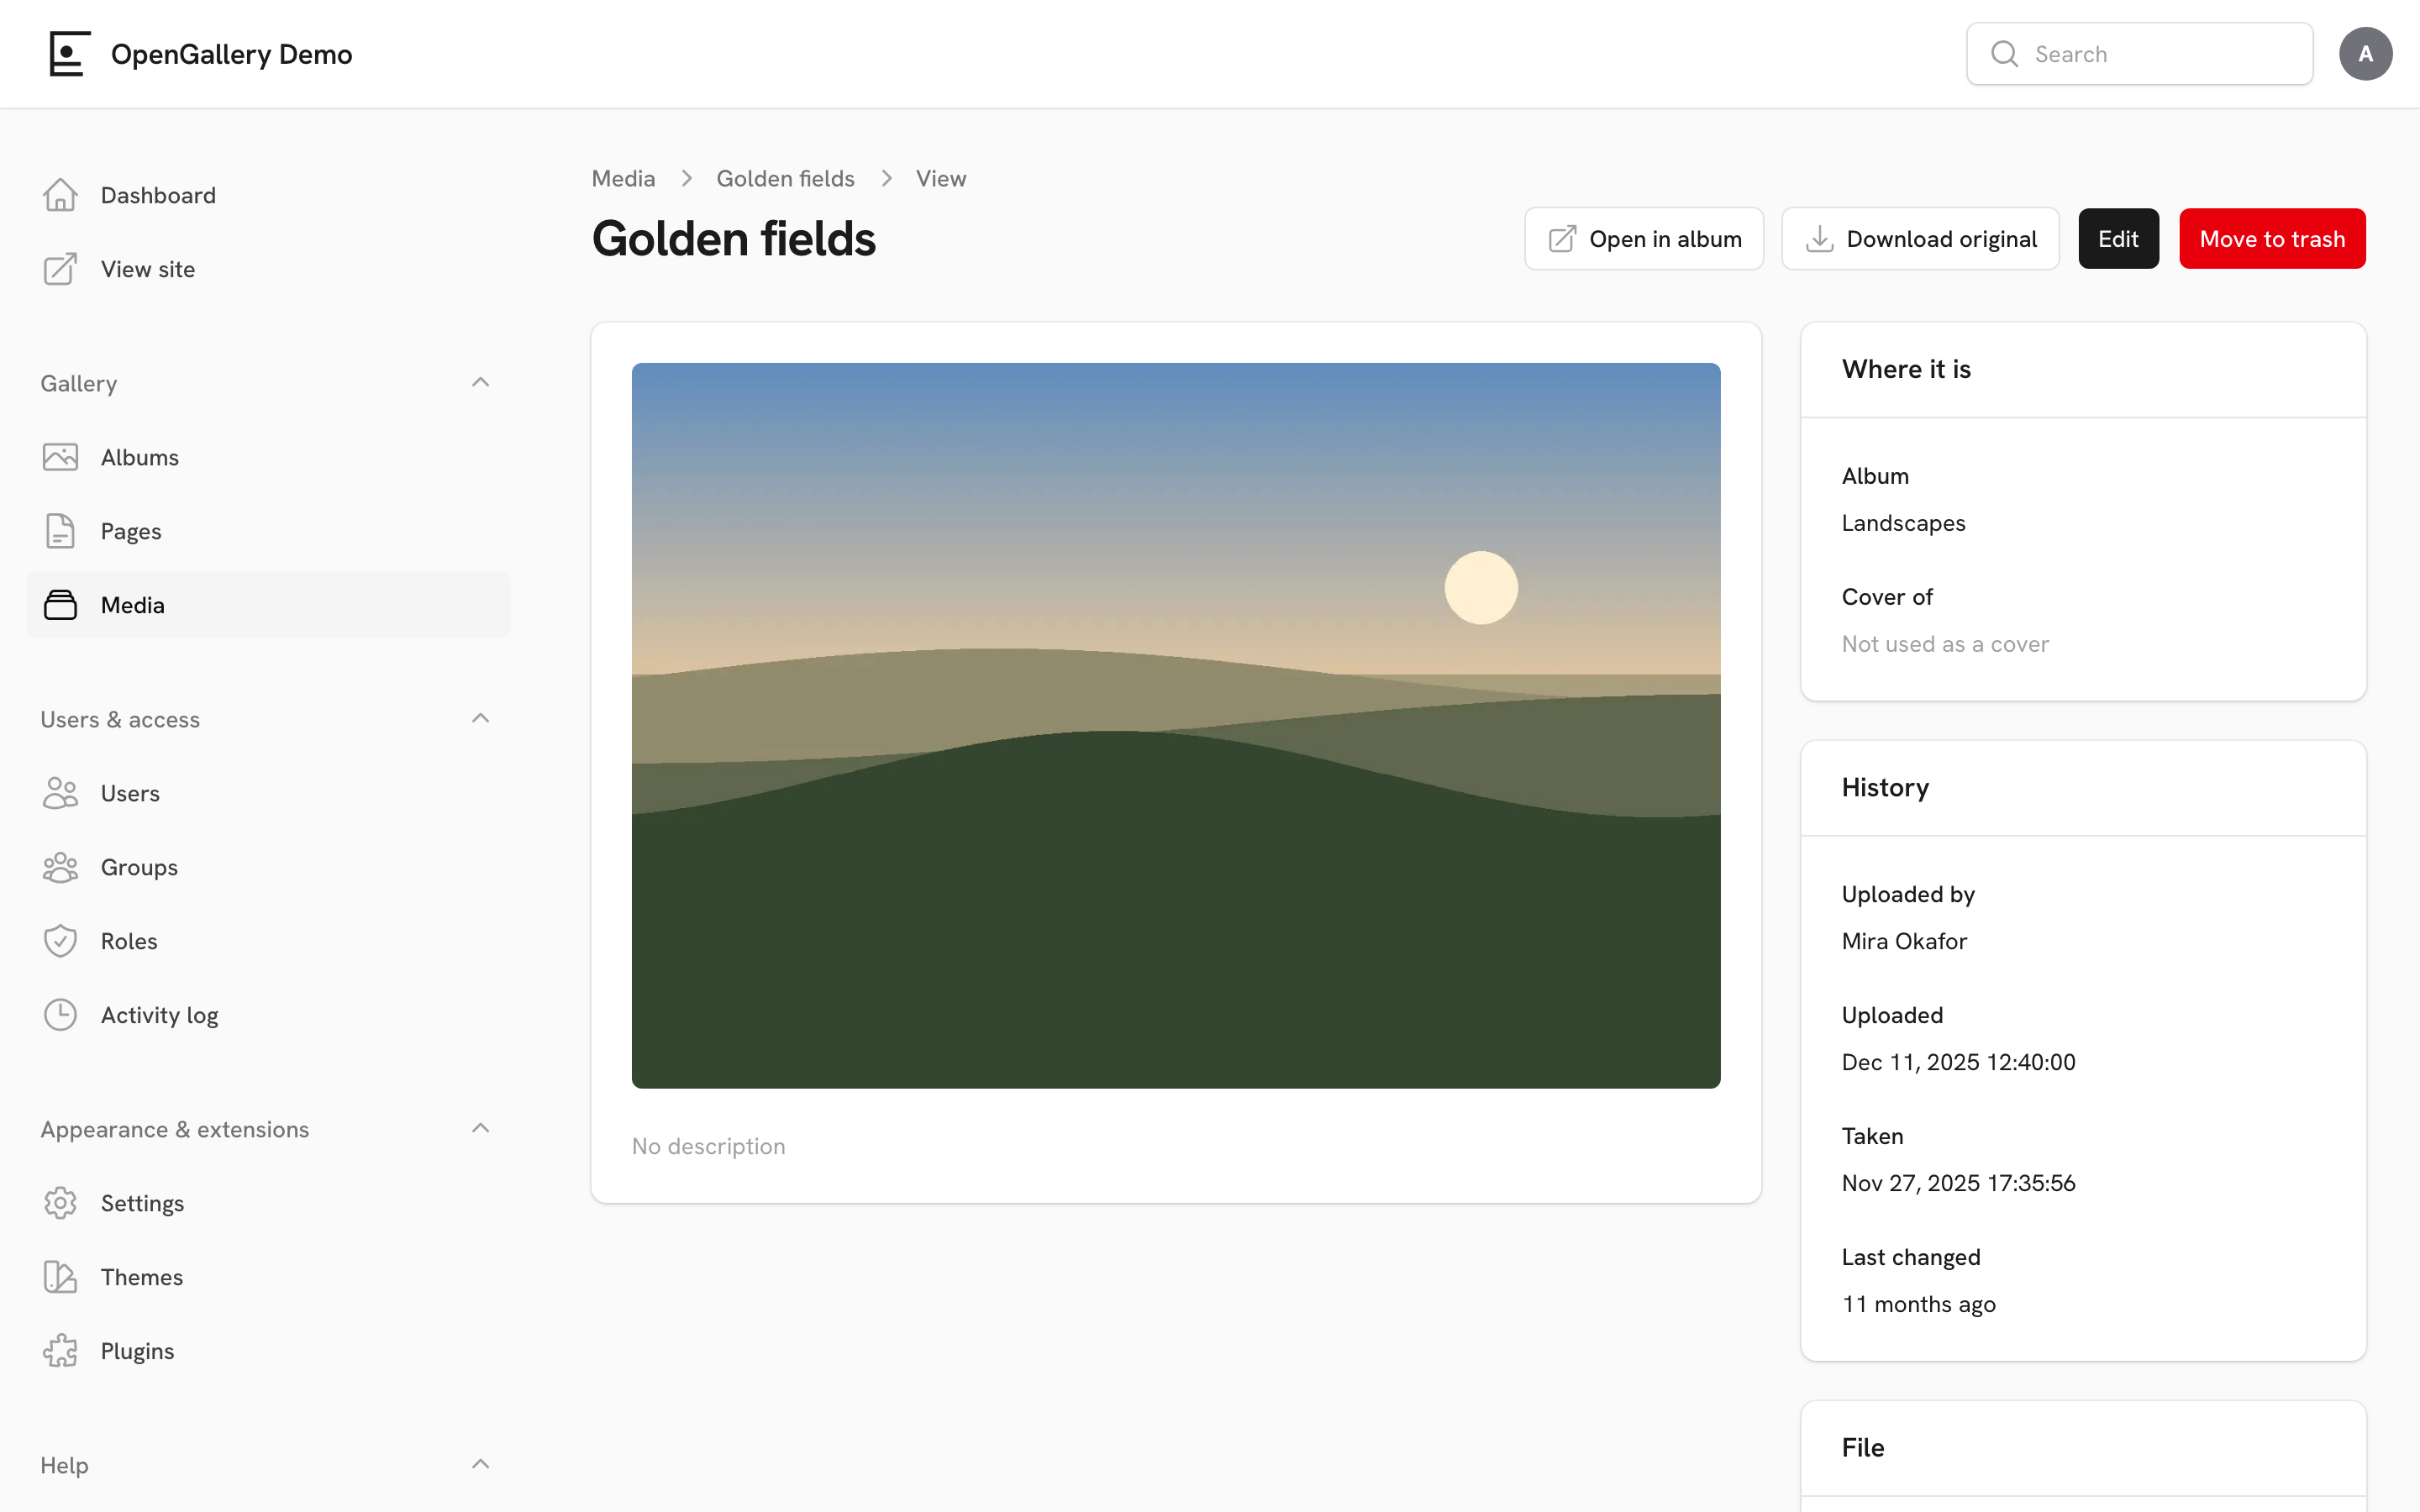 OpenGallery Demo
Search
A
Dashboard
View site
Gallery
Albums
Pages
Media
Users & access
Users
Groups
Roles
Activity log
Appearance & extensions
Settings
Themes
Plugins
Help
Media > Golden fields > View
Golden fields
Open in album
Download original
Edit
Move to trash
No description
Where it is
Album
Landscapes
Cover of
Not used as a cover
History
Uploaded by
Mira Okafor
Uploaded
Dec 11, 2025 12:40:00
Taken
Nov 27, 2025 17:35:56
Last changed
11 months ago
File